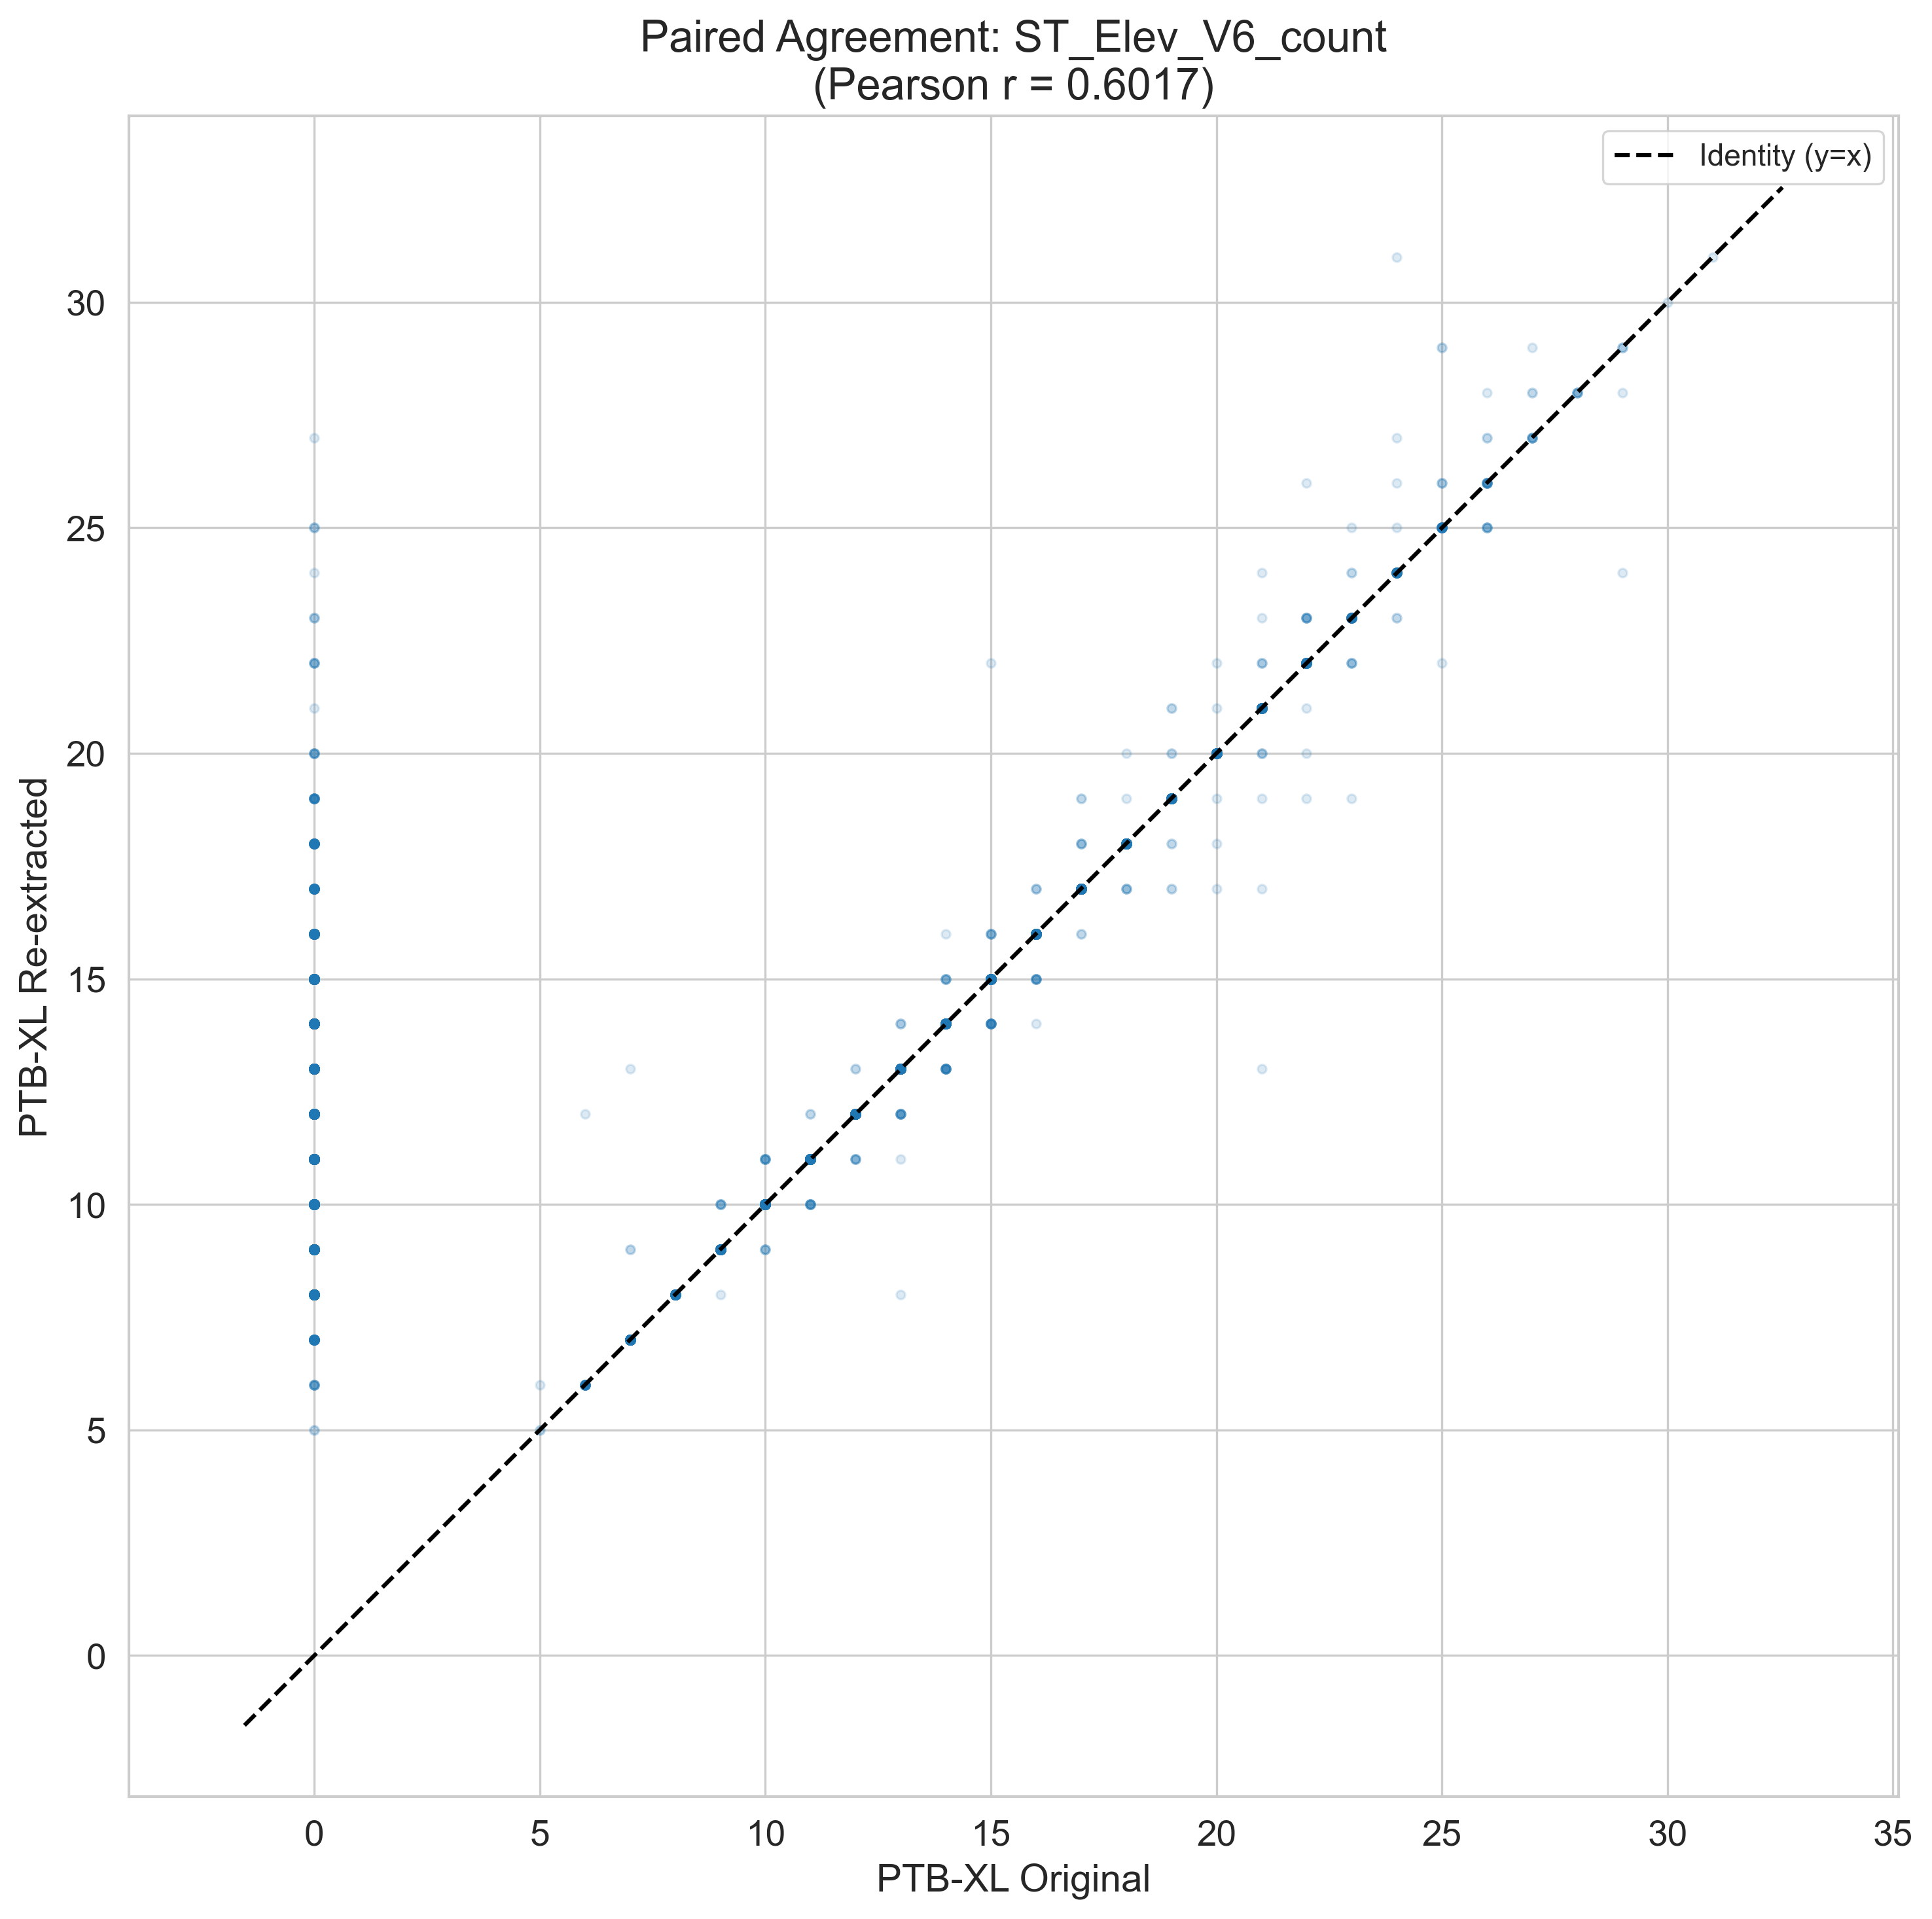 Paired Agreement: ST_Elev_V6_count
(Pearson r = 0.6017)
Identity (y=x)
PTB-XL Re-extracted
30
25
20
15
10
5
0
0 5 10 15 20 25 30 35
PTB-XL Original